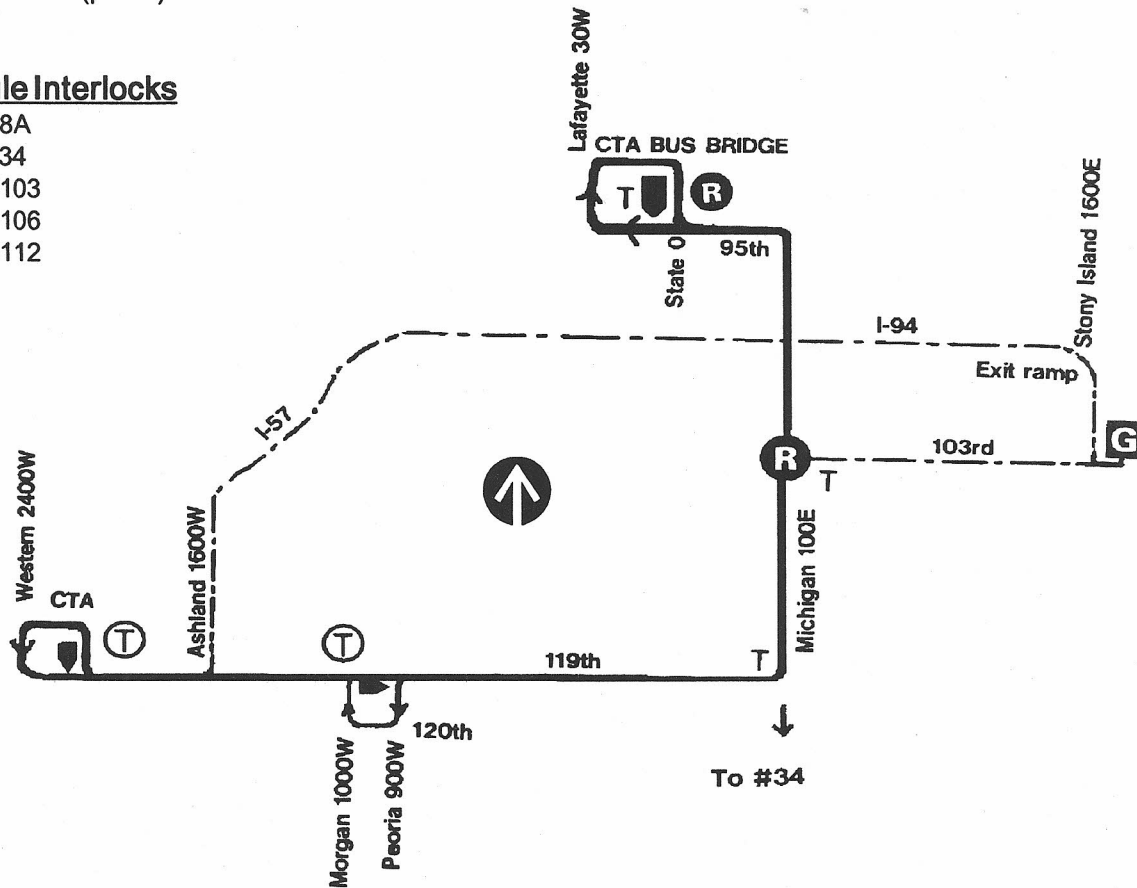 le Interlocks
8A
34
103
106
112
Lafayette 30W
CTA BUS BRIDGE
T
R
State 0
95th
Stony Island 1600E
I-94
Exit ramp
I-57
R
103rd
G
T
Western 2400W
CTA
T
Ashland 1600W
T
119th
T
Michigan 100E
120th
Morgan 1000W
Peoria 900W
To #34